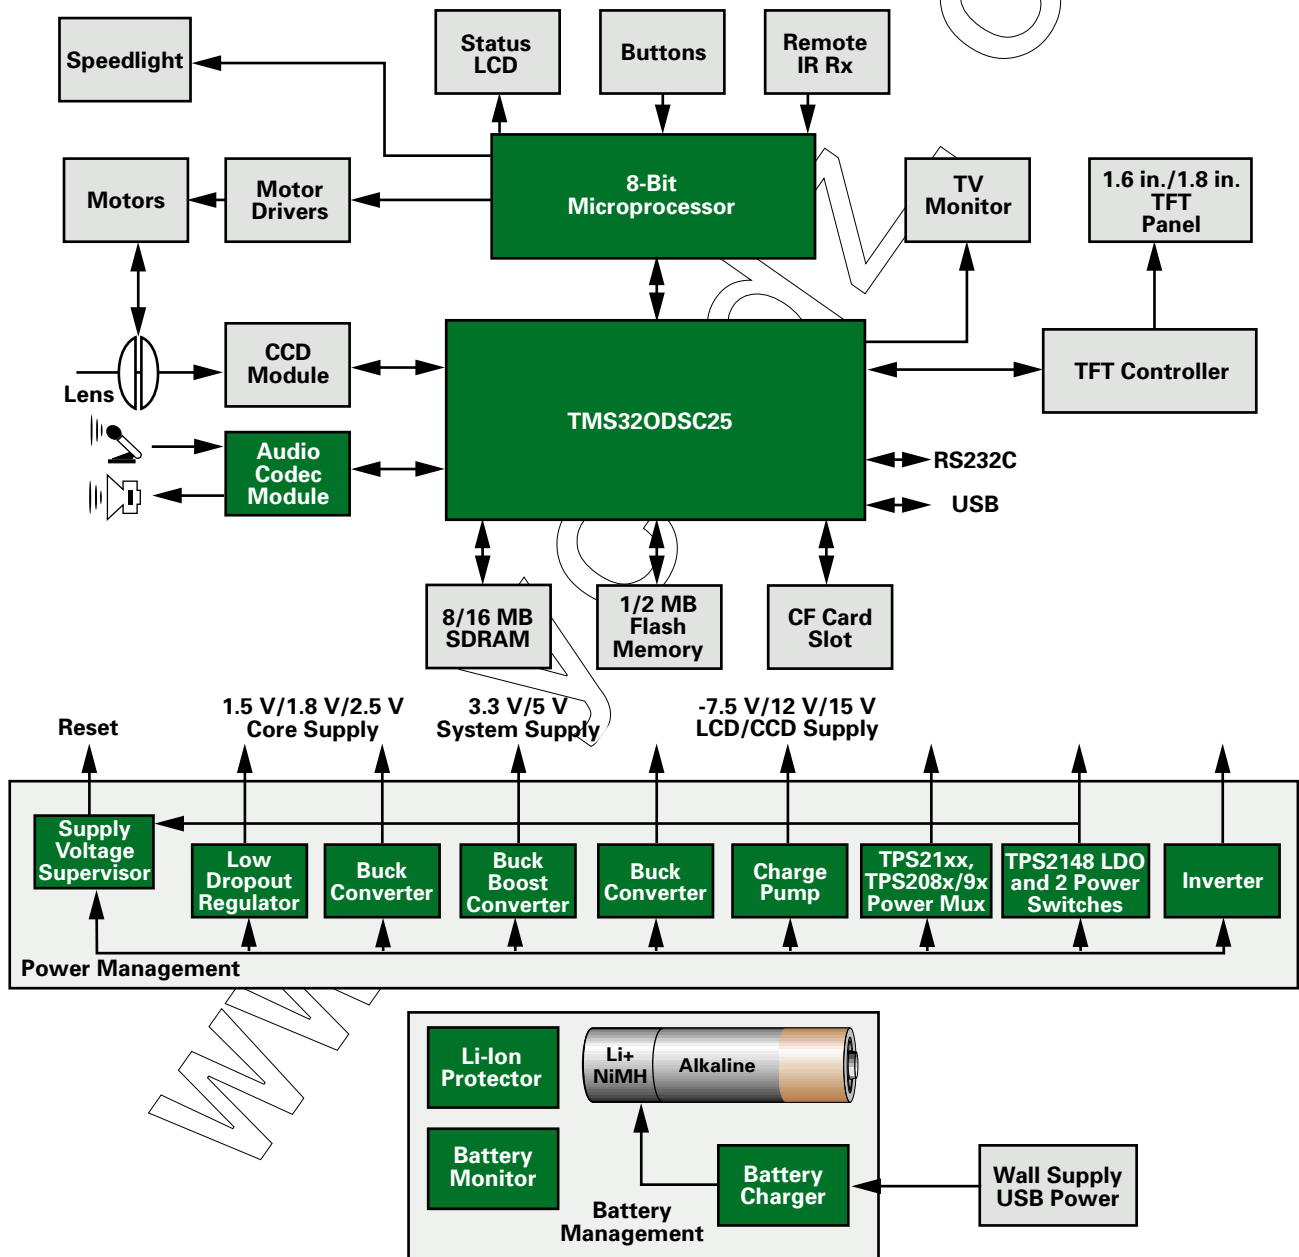 Speedlight
Status
LCD
Buttons
Remote
IR Rx
Motors
Motor
Drivers
8-Bit
Microprocessor
TV
Monitor
1.6 in./1.8 in.
TFT
Panel
Lens
CCD
Module
TMS32ODSC25
TFT Controller
Audio
Codec
Module
RS232C
USB
8/16 MB
SDRAM
1/2 MB
Flash
Memory
CF Card
Slot
Reset
1.5 V/1.8 V/2.5 V
Core Supply
3.3 V/5 V
System Supply
-7.5 V/12 V/15 V
LCD/CCD Supply
Supply
Voltage
Supervisor
Low
Dropout
Regulator
Buck
Converter
Buck
Boost
Converter
Buck
Converter
Charge
Pump
TPS21xx,
TPS208x/9x
Power Mux
TPS2148 LDO
and 2 Power
Switches
Inverter
Power Management
Li-Ion
Protector
Li+
NiMH
Alkaline
Battery
Monitor
Battery
Management
Battery
Charger
Wall Supply
USB Power